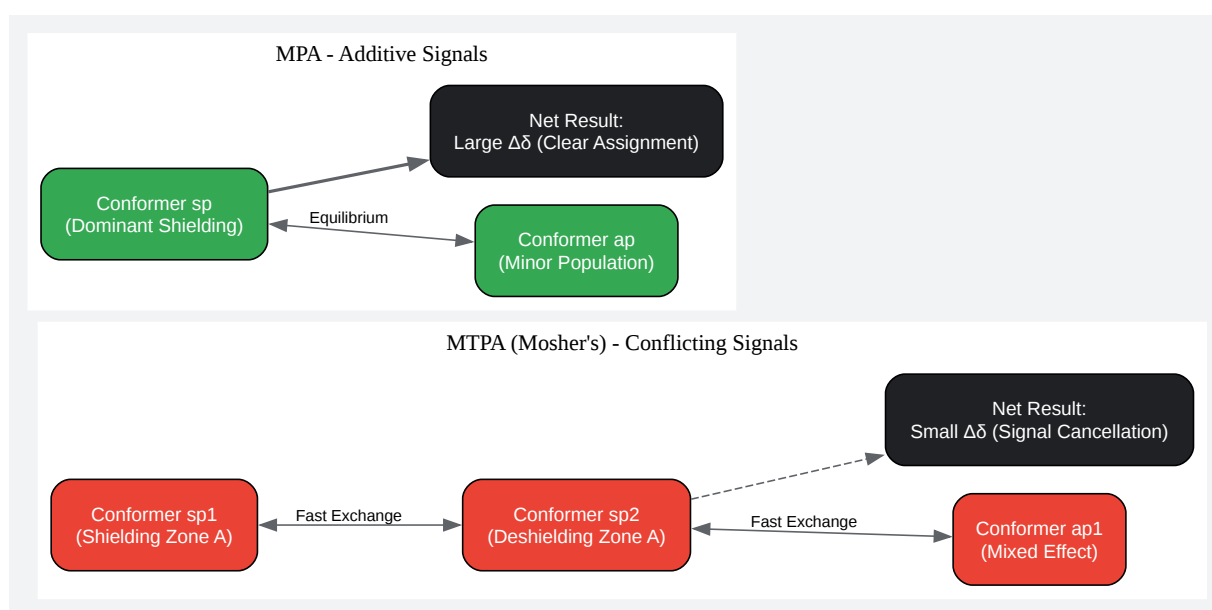 MPA - Additive Signals
Net Result:
Large Δδ (Clear Assignment)
Conformer sp
(Dominant Shielding)
Equilibrium
Conformer ap
(Minor Population)
MTPA (Mosher's) - Conflicting Signals
Net Result:
Small Δδ (Signal Cancellation)
Conformer sp1
(Shielding Zone A)
Fast Exchange
Conformer sp2
(Deshielding Zone A)
Fast Exchange
Conformer ap1
(Mixed Effect)